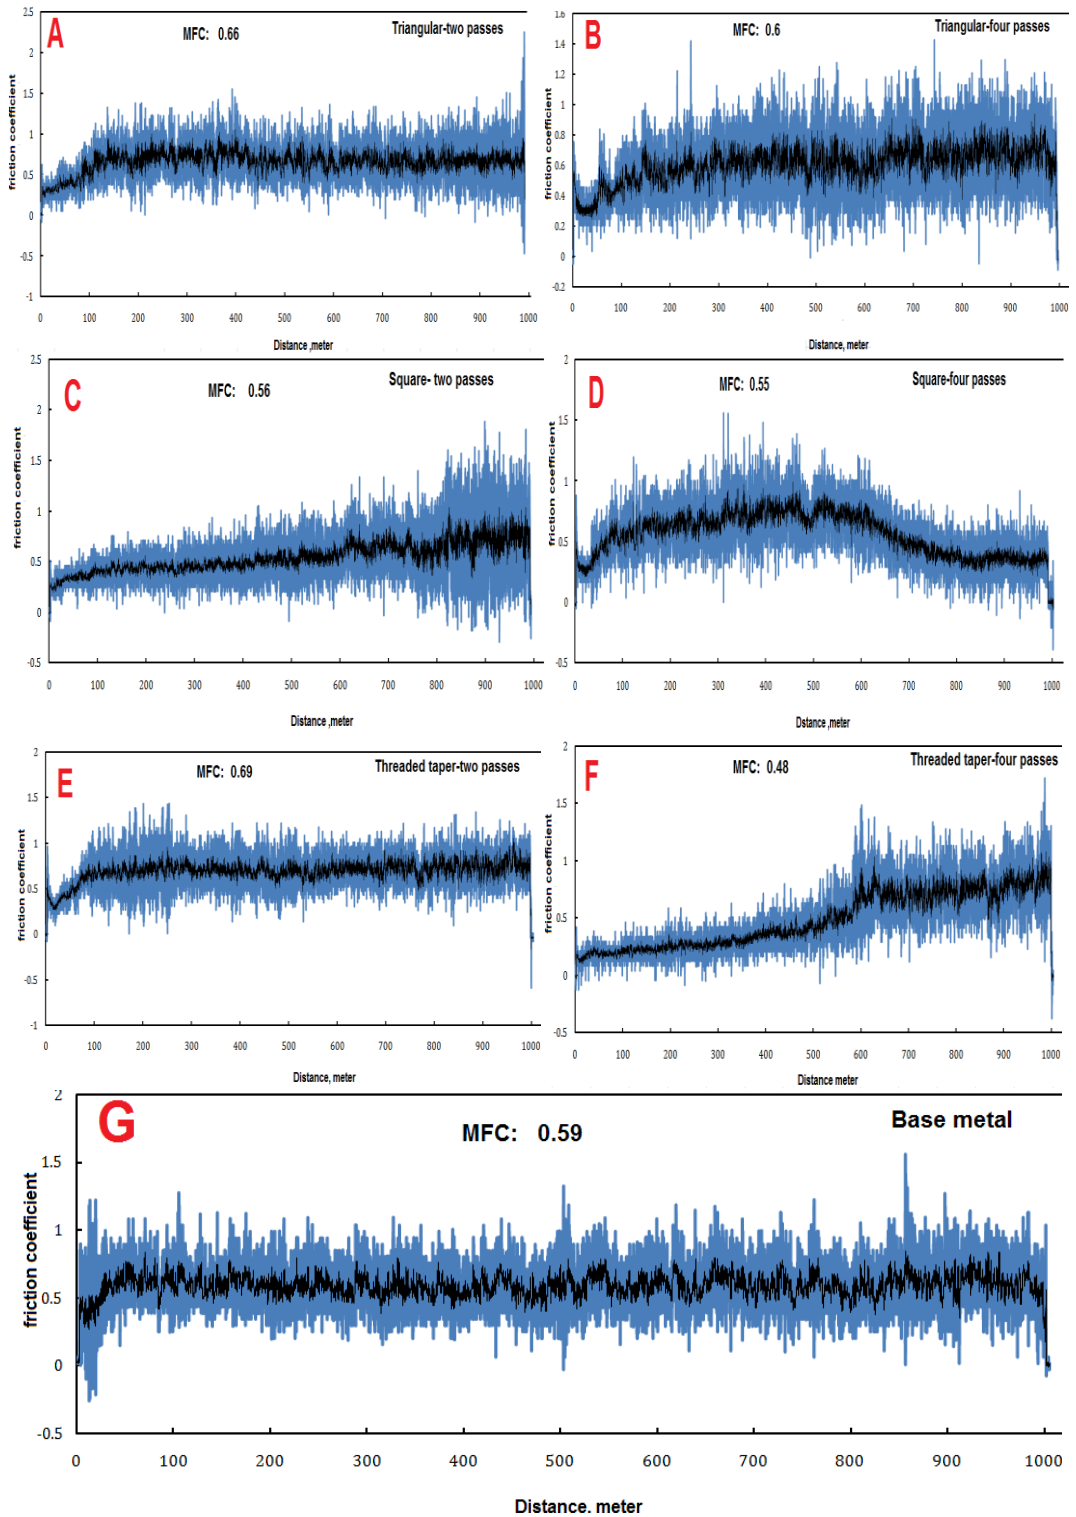 A
MFC: 0.66
Triangular-two passes
friction coefficient
2.5
2
1.5
1
0.5
0
-0.5
-1
0 100 200 300 400 500 600 700 800 900 1000
Distance ,meter
B
MFC: 0.6
Triangular-four passes
friction coefficient
1.6
1.4
1.2
1
0.8
0.6
0.4
0.2
0
-0.2
0 100 200 300 400 500 600 700 800 900 1000
Distance, meter
C
MFC: 0.56
Square- two passes
friction coefficient
2.5
2
1.5
1
0.5
0
-0.5
0 100 200 300 400 500 600 700 800 900 1000
Distance ,meter
D
MFC: 0.55
Square-four passes
friction coefficient
2
1.5
1
0.5
0
-0.5
0 100 200 300 400 500 600 700 800 900 1000
Dstance, meter
E
MFC: 0.69
Threaded taper-two passes
friction coefficient
2
1.5
1
0.5
0
-0.5
-1
0 100 200 300 400 500 600 700 800 900 1000
Distance, meter
F
MFC: 0.48
Threaded taper-four passes
friction coefficient
2
1.5
1
0.5
0
-0.5
0 100 200 300 400 500 600 700 800 900 1000
Distance meter
G
MFC: 0.59
Base metal
friction coefficient
2
1.5
1
0.5
0
-0.5
0 100 200 300 400 500 600 700 800 900 1000
Distance, meter